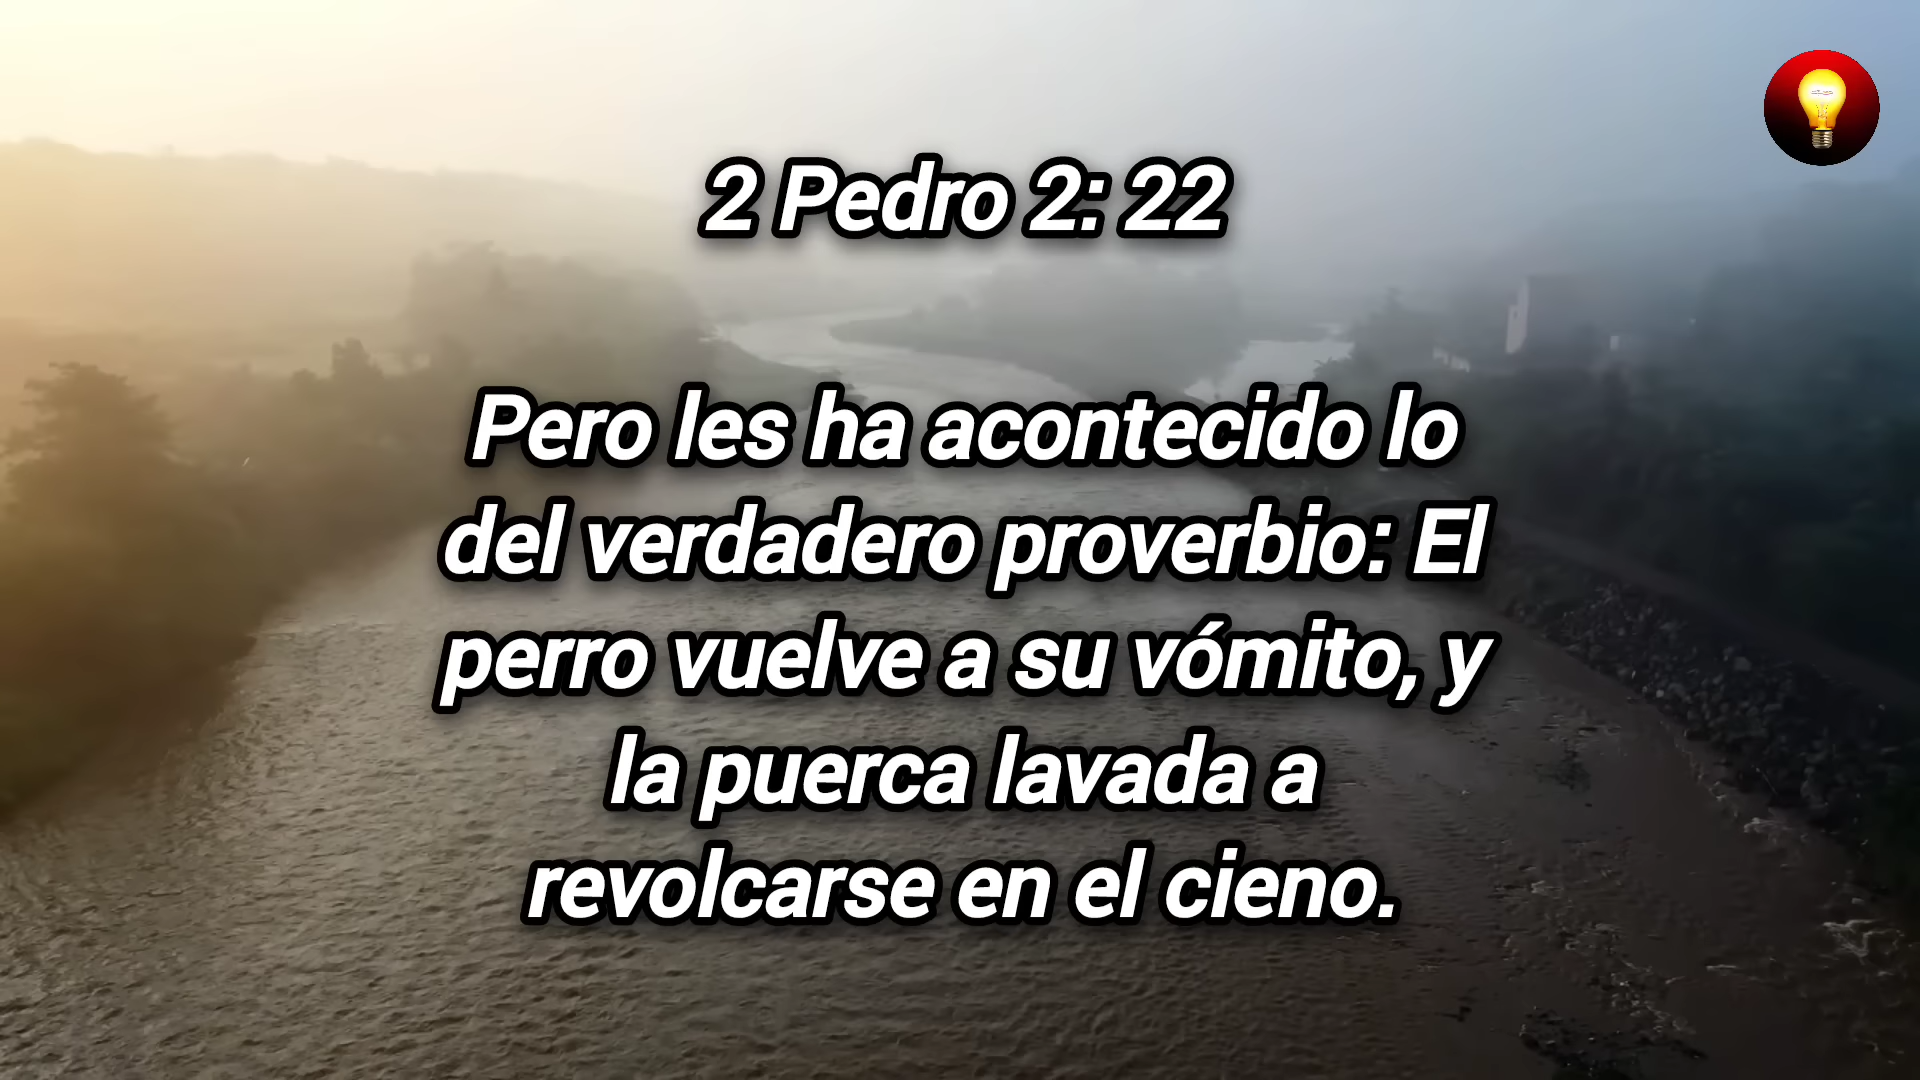 2 Pedro 2: 22
Pero les ha acontecido lo
del verdadero proverbio: El
perro vuelve a su vómito, y
la puerca lavada a
revolcarse en el cieno.